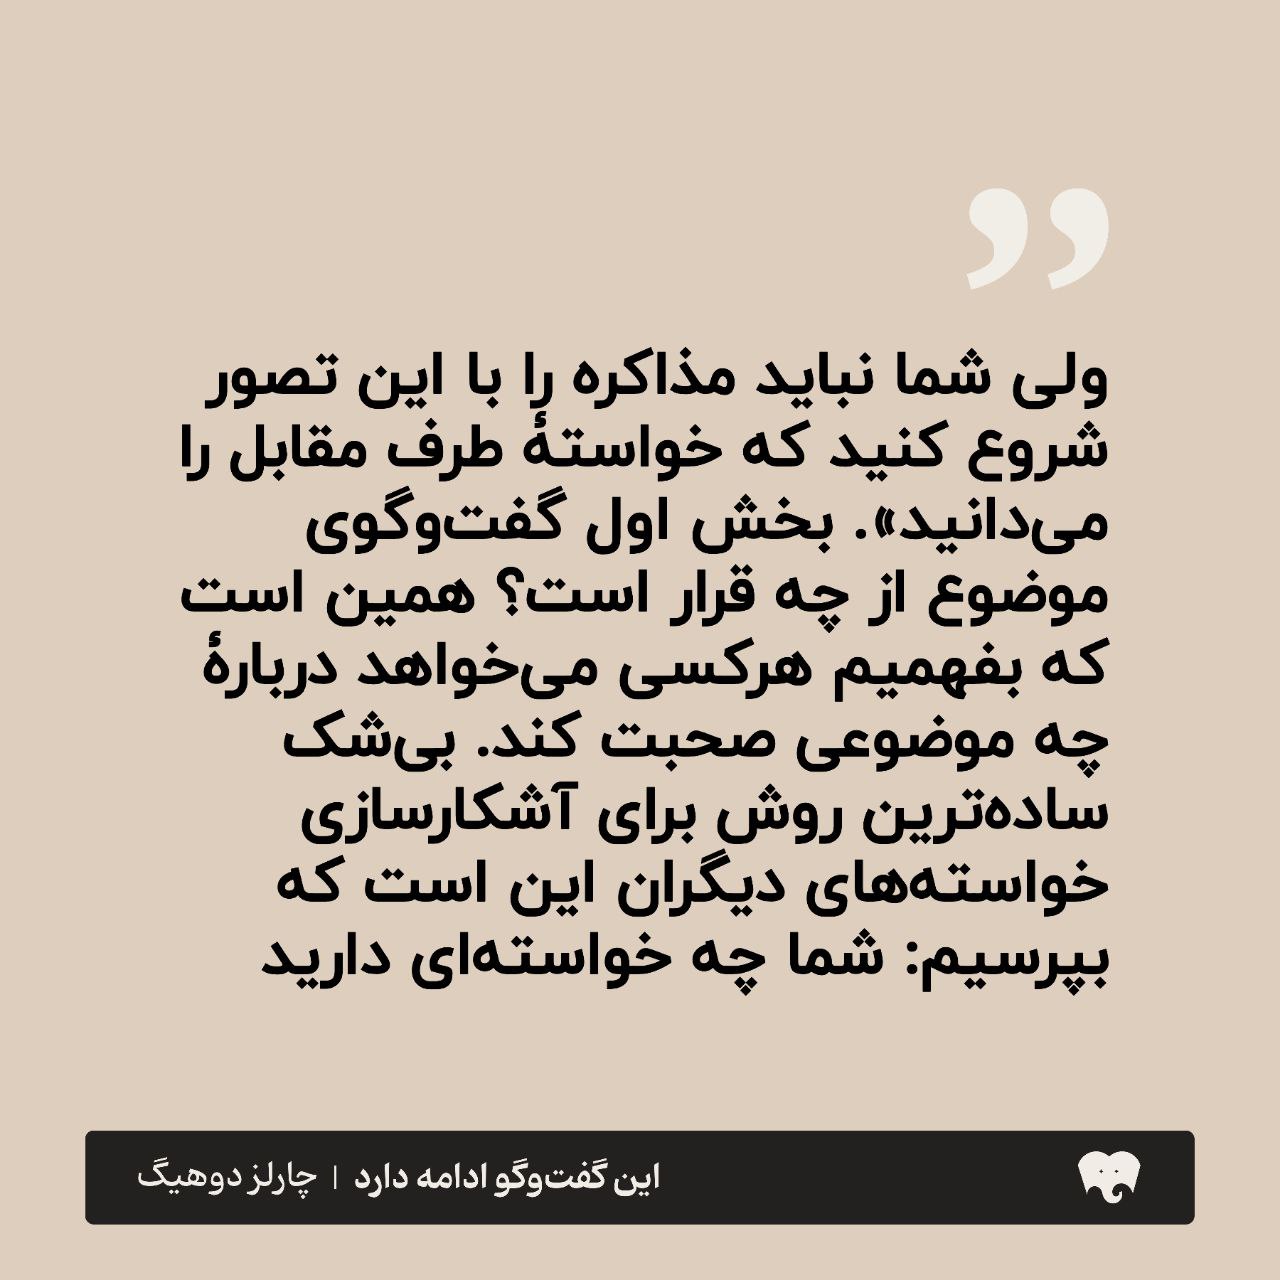 ”
ولی شما نباید مذاکره را با این تصور
شروع کنید که خواستهٔ طرف مقابل را
می‌دانید». بخش اول گفت‌وگوی
موضوع از چه قرار است؟ همین است
که بفهمیم هرکسی می‌خواهد دربارهٔ
چه موضوعی صحبت کند. بی‌شک
ساده‌ترین روش برای آشکارسازی
خواسته‌های دیگران این است که
بپرسیم: شما چه خواسته‌ای دارید
این گفت‌وگو ادامه دارد | چارلز دوهیگ